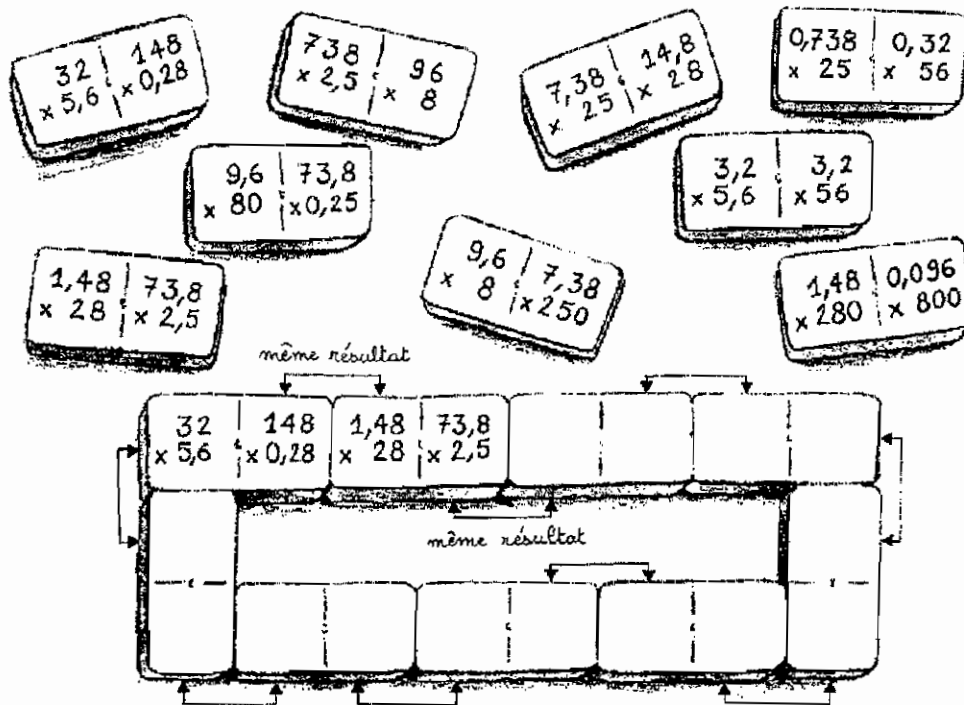 32 148
× 5,6 × 0,28
738 96
× 2,5 × 8
7,38 14,8
× 25 × 28
0,738 0,32
× 25 × 56
9,6 73,8
× 80 × 0,25
3,2 3,2
× 5,6 × 56
1,48 73,8
× 28 × 2,5
9,6 7,38
× 8 × 250
1,48 0,096
× 280 × 800
même résultat
32 148 1,48 73,8
× 5,6 × 0,28 × 28 × 2,5
même résultat